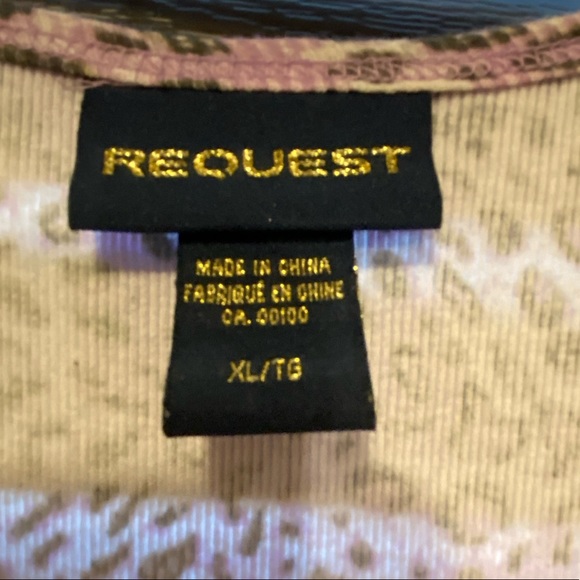 REQUEST
MADE IN CHINA
FABRIQUÉ EN CHINE
CA. 00100
XL/TG